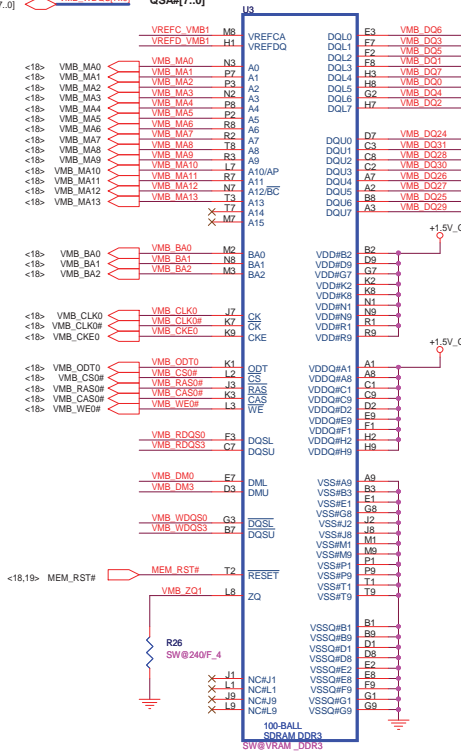 7..0]
QSA#[7..0]
U3
VREFC_VMB1 M8 VREFCA E3 DQL0 VMB_DQ6
VREFD_VMB1 H1 VREFDQ F7 DQL1 VMB_DQ3
F2 DQL2 VMB_DQ5
<18> VMB_MA0 VMB_MA0 N3 A0 F8 DQL3 VMB_DQ1
<18> VMB_MA1 VMB_MA1 P7 A1 H3 DQL4 VMB_DQ7
<18> VMB_MA2 VMB_MA2 P3 A2 H8 DQL5 VMB_DQ0
<18> VMB_MA3 VMB_MA3 N2 A3 G2 DQL6 VMB_DQ4
<18> VMB_MA4 VMB_MA4 P8 A4 H7 DQL7 VMB_DQ2
<18> VMB_MA5 VMB_MA5 P2 A5
<18> VMB_MA6 VMB_MA6 R8 A6
<18> VMB_MA7 VMB_MA7 R2 A7 D7 DQU0 VMB_DQ24
<18> VMB_MA8 VMB_MA8 T8 A8 C3 DQU1 VMB_DQ31
<18> VMB_MA9 VMB_MA9 R3 A9 C8 DQU2 VMB_DQ28
<18> VMB_MA10 VMB_MA10 L7 A10/AP C2 DQU3 VMB_DQ30
<18> VMB_MA11 VMB_MA11 R7 A11 A7 DQU4 VMB_DQ26
<18> VMB_MA12 VMB_MA12 N7 A12/BC A2 DQU5 VMB_DQ27
<18> VMB_MA13 VMB_MA13 T3 A13 B8 DQU6 VMB_DQ25
T7 A14 A3 DQU7 VMB_DQ29
M7 A15
+1.5V_
<18> VMB_BA0 VMB_BA0 M2 BA0 VDD#B2 B2
<18> VMB_BA1 VMB_BA1 N8 BA1 VDD#D9 D9
<18> VMB_BA2 VMB_BA2 M3 BA2 VDD#G7 G7
VDD#K2 K2
VDD#K8 K8
VDD#N1 N1
<18> VMB_CLK0 VMB_CLK0 J7 CK VDD#N9 N9
<18> VMB_CLK0# VMB_CLK0# K7 CK VDD#R1 R1
<18> VMB_CKE0 VMB_CKE0 K9 CKE VDD#R9 R9
+1.5V_
<18> VMB_ODT0 VMB_ODT0 K1 ODT VDDQ#A1 A1
<18> VMB_CS0# VMB_CS0# L2 CS VDDQ#A8 A8
<18> VMB_RAS0# VMB_RAS0# J3 RAS VDDQ#C1 C1
<18> VMB_CAS0# VMB_CAS0# K3 CAS VDDQ#C9 C9
<18> VMB_WE0# VMB_WE0# L3 WE VDDQ#D2 D2
VDDQ#E9 E9
VDDQ#F1 F1
VMB_RDQS0 F3 DQSL VDDQ#H2 H2
VMB_RDQS3 C7 DQSU VDDQ#H9 H9
VMB_DM0 E7 DML VSS#A9 A9
VMB_DM3 D3 DMU VSS#B3 B3
VSS#E1 E1
VSS#G8 G8
VMB_WDQS0 G3 DQSL VSS#J2 J2
VMB_WDQS3 B7 DQSU VSS#J8 J8
VSS#M1 M1
VSS#M9 M9
VSS#P1 P1
<18,19> MEM_RST# MEM_RST# T2 RESET VSS#P9 P9
VSS#T1 T1
VMB_ZQ1 L8 ZQ VSS#T9 T9
VSSQ#B1 B1
VSSQ#B9 B9
R26 VSSQ#D1 D1
SW@240/F_4 VSSQ#D8 D8
VSSQ#E2 E2
J1 NC#J1 VSSQ#E8 E8
L1 NC#L1 VSSQ#F9 F9
J9 NC#J9 VSSQ#G1 G1
L9 NC#L9 VSSQ#G9 G9
100-BALL
SDRAM DDR3
SW@VRAM _DDR3